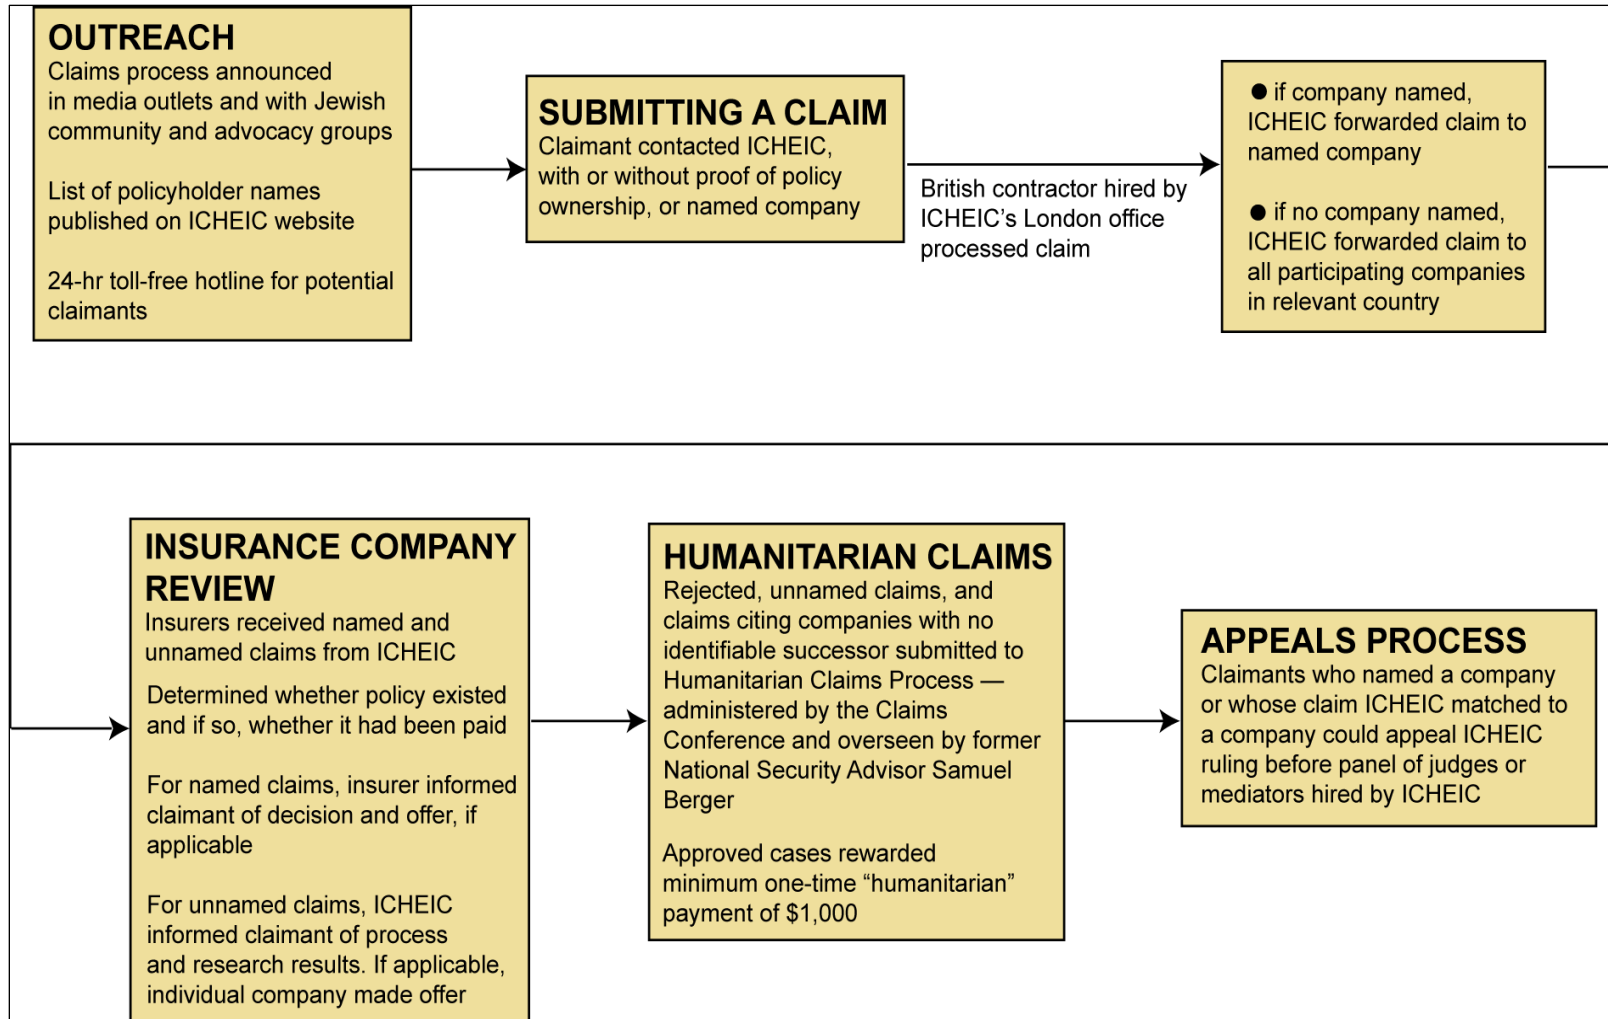 OUTREACH
Claims process announced
in media outlets and with Jewish
community and advocacy groups
List of policyholder names
published on ICHEIC website
24-hr toll-free hotline for potential
claimants
SUBMITTING A CLAIM
Claimant contacted ICHEIC,
with or without proof of policy
ownership, or named company
British contractor hired by
ICHEIC’s London office
processed claim
● if company named,
ICHEIC forwarded claim to
named company
● if no company named,
ICHEIC forwarded claim to
all participating companies
in relevant country
INSURANCE COMPANY
REVIEW
Insurers received named and
unnamed claims from ICHEIC
Determined whether policy existed
and if so, whether it had been paid
For named claims, insurer informed
claimant of decision and offer, if
applicable
For unnamed claims, ICHEIC
informed claimant of process
and research results. If applicable,
individual company made offer
HUMANITARIAN CLAIMS
Rejected, unnamed claims, and
claims citing companies with no
identifiable successor submitted to
Humanitarian Claims Process —
administered by the Claims
Conference and overseen by former
National Security Advisor Samuel
Berger
Approved cases rewarded
minimum one-time “humanitarian”
payment of $1,000
APPEALS PROCESS
Claimants who named a company
or whose claim ICHEIC matched to
a company could appeal ICHEIC
ruling before panel of judges or
mediators hired by ICHEIC